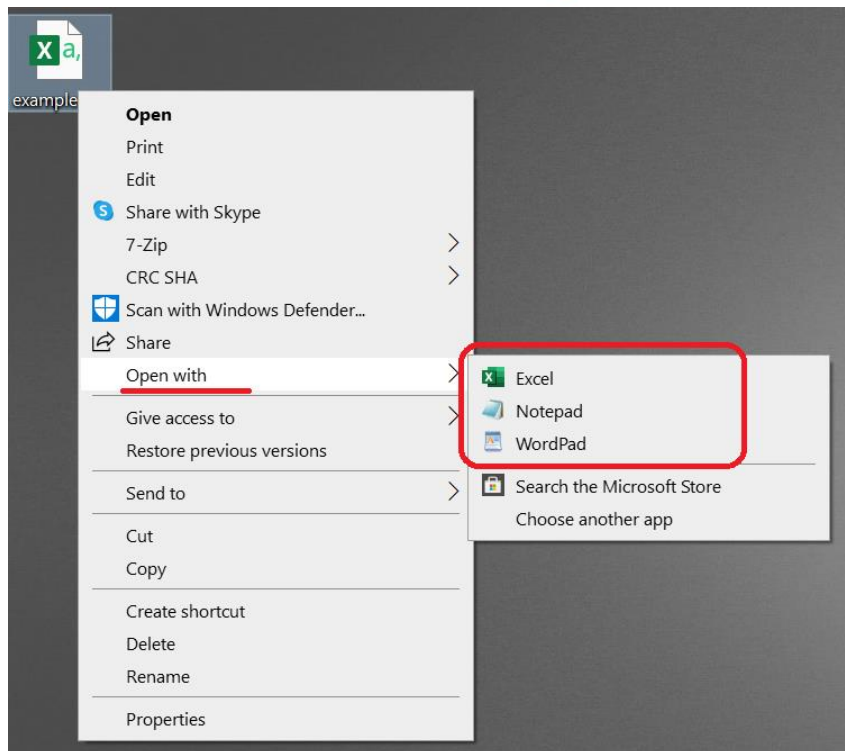 X a,
example
Open
Print
Edit
S Share with Skype
7-Zip
CRC SHA
Scan with Windows Defender...
Share
Open with
Give access to
Restore previous versions
Send to
Cut
Copy
Create shortcut
Delete
Rename
Properties
X Excel
Notepad
WordPad
Search the Microsoft Store
Choose another app